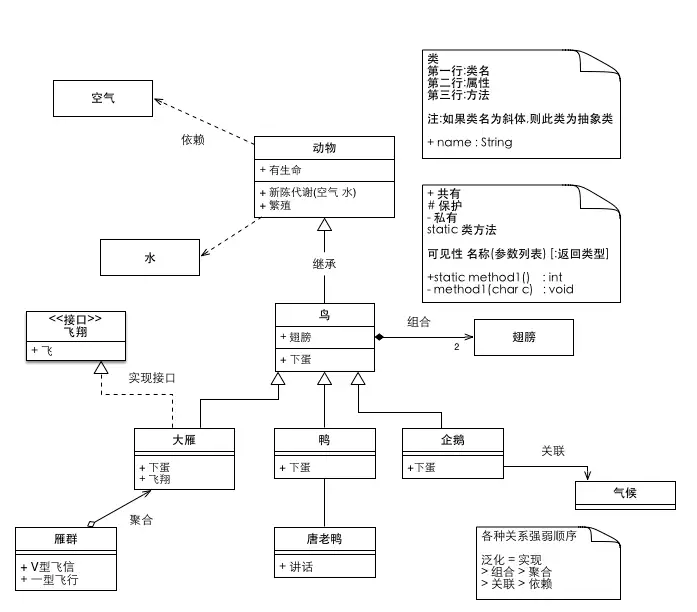 类
第一行:类名
第二行:属性
第三行:方法
注:如果类名为斜体.则此类为抽象类
+ name : String
空气
依赖
动物
+ 有生命
+ 新陈代谢(空气 水)
+ 繁殖
水
继承
+ 共有
# 保护
- 私有
static 类方法
可见性 名称(参数列表) [:返回类型]
+static method1() : int
- method1(char c) : void
<<接口>>
飞翔
+ 飞
实现接口
鸟
+ 翅膀
+ 下蛋
组合
2
翅膀
大雁
+ 下蛋
+ 飞翔
鸭
+ 下蛋
企鹅
+下蛋
关联
气候
聚合
雁群
+ V型飞信
+ 一型飞行
唐老鸭
+ 讲话
各种关系强弱顺序
泛化 = 实现
> 组合 > 聚合
> 关联 > 依赖